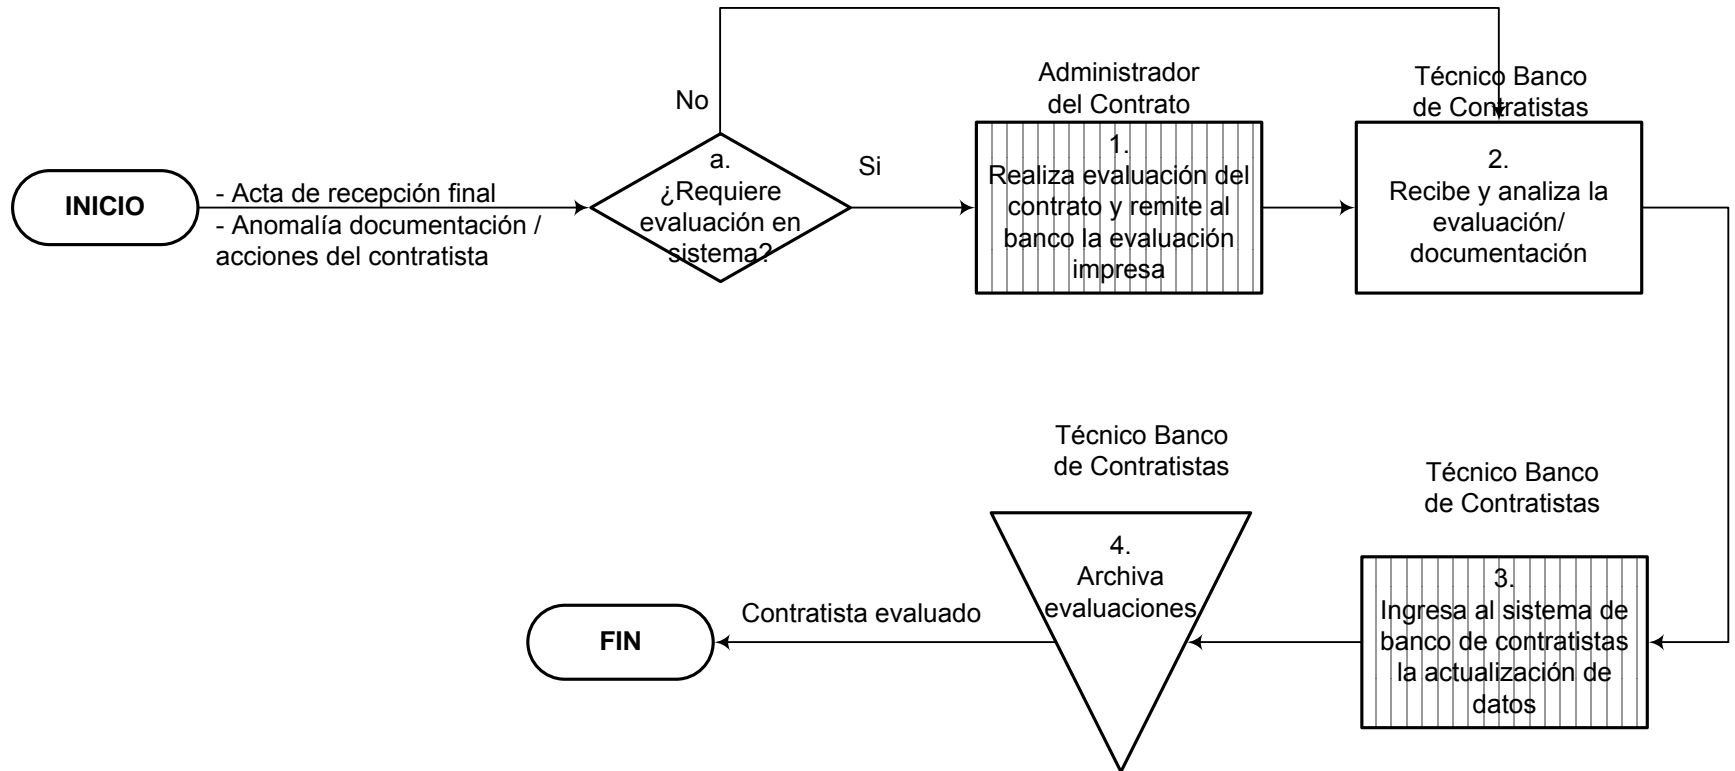 INICIO
- Acta de recepción final
- Anomalía documentación /
acciones del contratista
No
a.
¿Requiere
evaluación en
sistema?
Si
Administrador
del Contrato
1.
Realiza evaluación del
contrato y remite al
banco la evaluación
impresa
Técnico Banco
de Contratistas
2.
Recibe y analiza la
evaluación/
documentación
Técnico Banco
de Contratistas
3.
Ingresa al sistema de
banco de contratistas
la actualización de
datos
Técnico Banco
de Contratistas
4.
Archiva
evaluaciones
Contratista evaluado
FIN